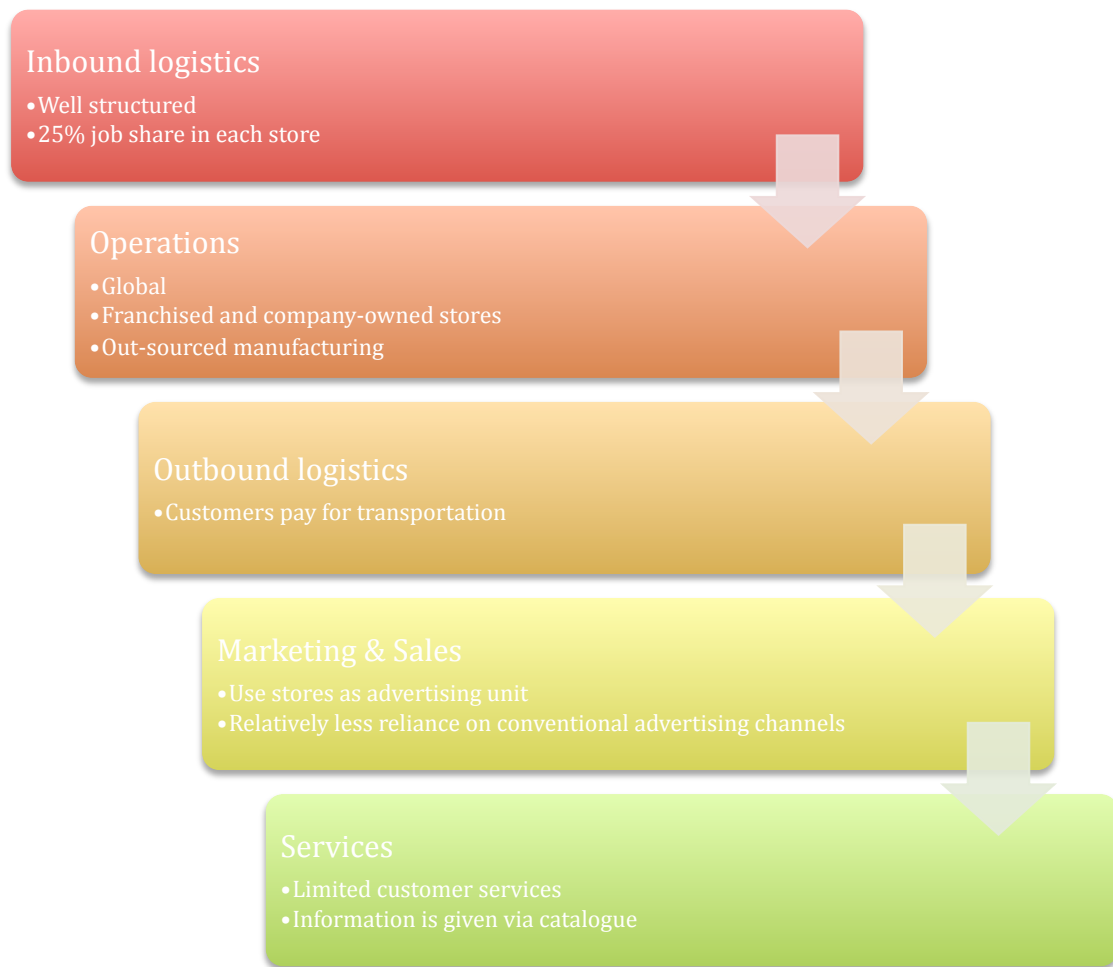 Inbound logistics
•Well structured
•25% job share in each store
Operations
•Global
•Franchised and company-owned stores
•Out-sourced manufacturing
Outbound logistics
•Customers pay for transportation
Marketing & Sales
•Use stores as advertising unit
•Relatively less reliance on conventional advertising channels
Services
•Limited customer services
•Information is given via catalogue